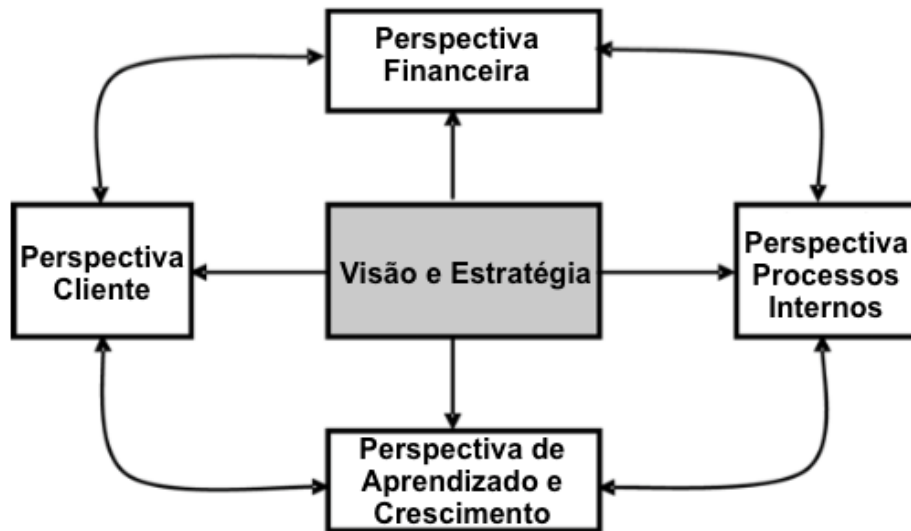 Perspectiva
Financeira
Perspectiva
Cliente
Visão e Estratégia
Perspectiva
Processos
Internos
Perspectiva de
Aprendizado e
Crescimento